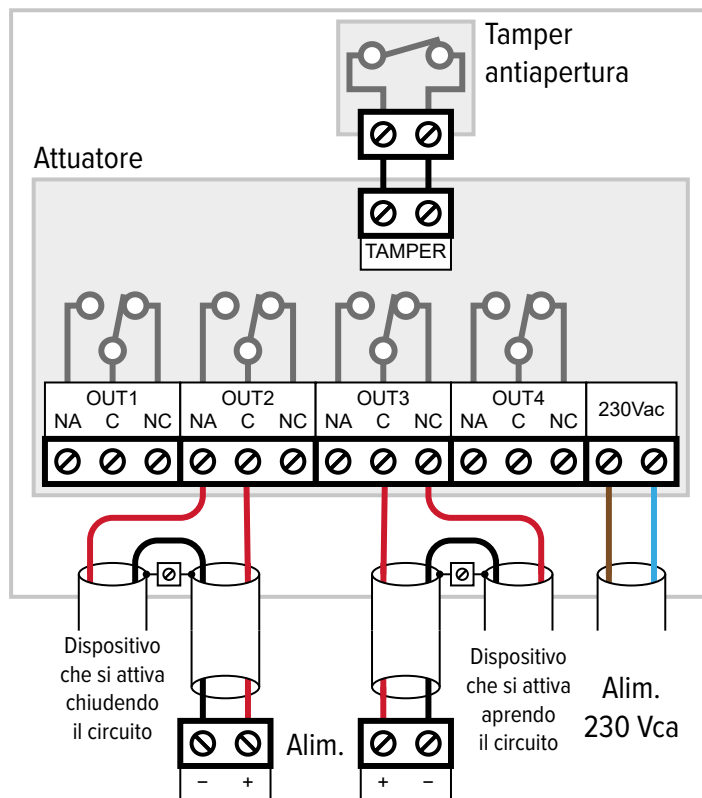 Tamper
antiapertura
Attuatore
TAMPER
OUT1 OUT2 OUT3 OUT4 230Vac
NA C NC NA C NC NA C NC NA C NC
Dispositivo
che si attiva
chiudendo
il circuito
Dispositivo
che si attiva
aprendo
il circuito
Alim.
230 Vca
Alim.
− + + −